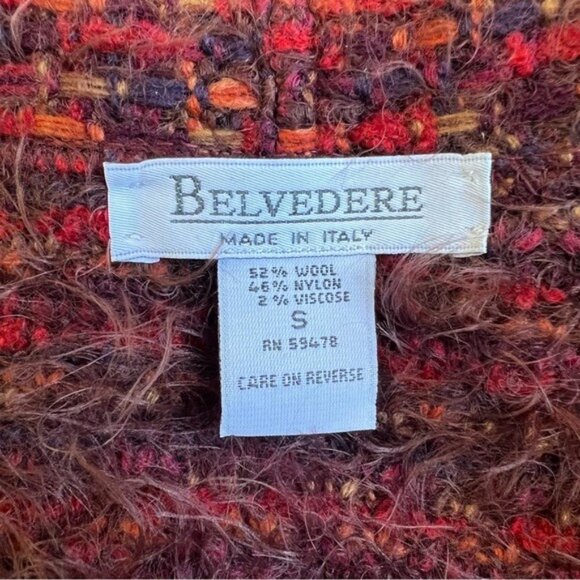 BELVEDERE
MADE IN ITALY
52% WOOL
46% NYLON
2% VISCOSE
S
RN 59478
CARE ON REVERSE